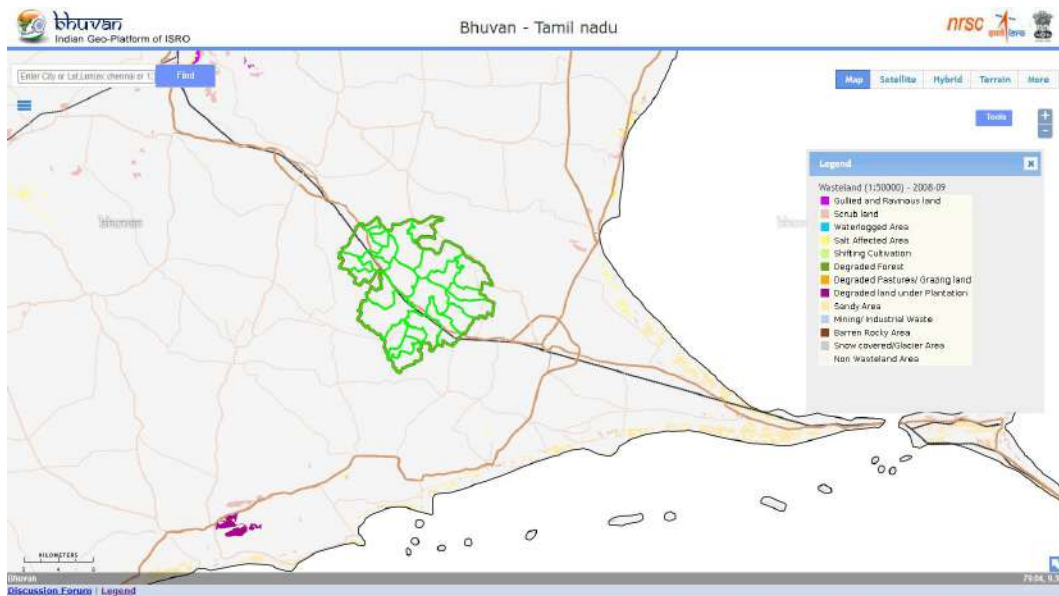 bhuvan
Indian Geo-Platform of ISRO
Bhuvan - Tamil nadu
nrsc
इसरो isro
Find
Map Satellite Hybrid Terrain More
Tools
+
-
Legend
x
Wasteland (1:50000) - 2008-09
Gullied and Ravinous land
Scrub land
Waterlogged Area
Salt Affected Area
Shifting Cultivation
Degraded Forest
Degraded Pastures/ Grazing land
Degraded land under Plantation
Sandy Area
Mining/ Industrial Waste
Barren Rocky Area
Snow covered/Glacier Area
Non Wasteland Area
bhuvan
KILOMETERS
Bhuvan
Discussion Forum | Legend